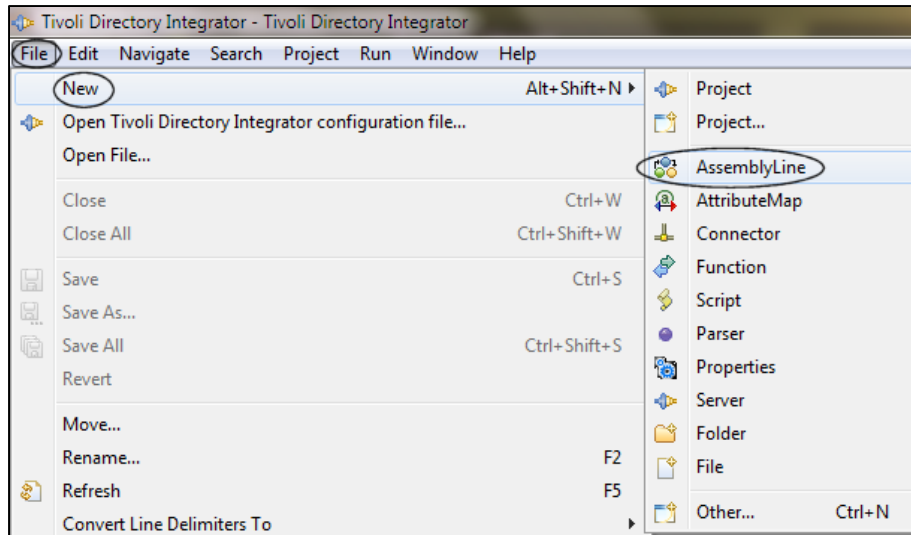 Tivoli Directory Integrator - Tivoli Directory Integrator
File Edit Navigate Search Project Run Window Help
New Alt+Shift+N
Open Tivoli Directory Integrator configuration file...
Open File...
Close Ctrl+W
Close All Ctrl+Shift+W
Save Ctrl+S
Save As...
Save All Ctrl+Shift+S
Revert
Move...
Rename... F2
Refresh F5
Convert Line Delimiters To
Project
Project...
AssemblyLine
AttributeMap
Connector
Function
Script
Parser
Properties
Server
Folder
File
Other... Ctrl+N